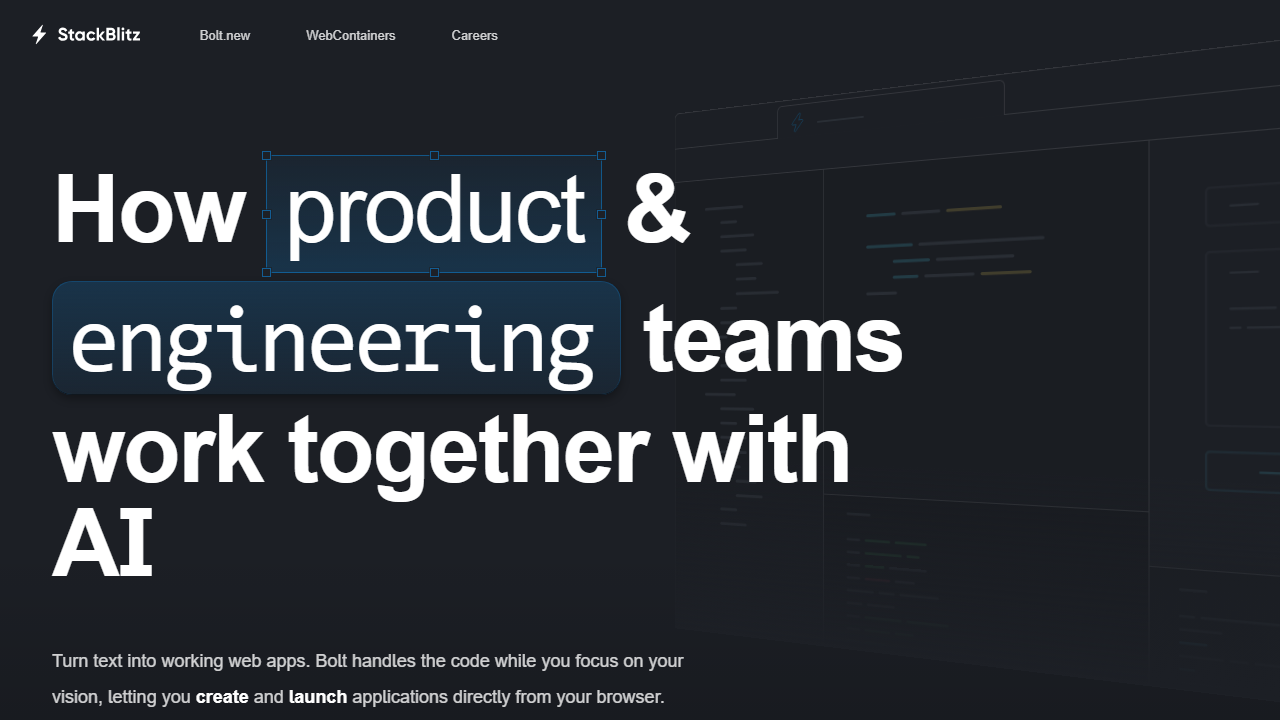 StackBlitz Bolt.new WebContainers Careers
How product &
engineering teams
work together with
AI
Turn text into working web apps. Bolt handles the code while you focus on your
vision, letting you create and launch applications directly from your browser.